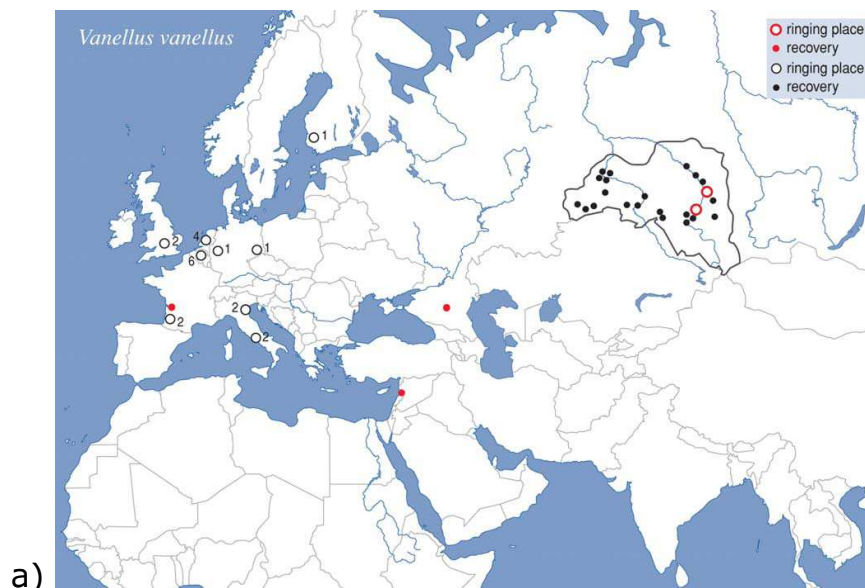 Vanellus vanellus
ringing place
recovery
ringing place
recovery
1
2
4
6
1
1
2
2
2
a)